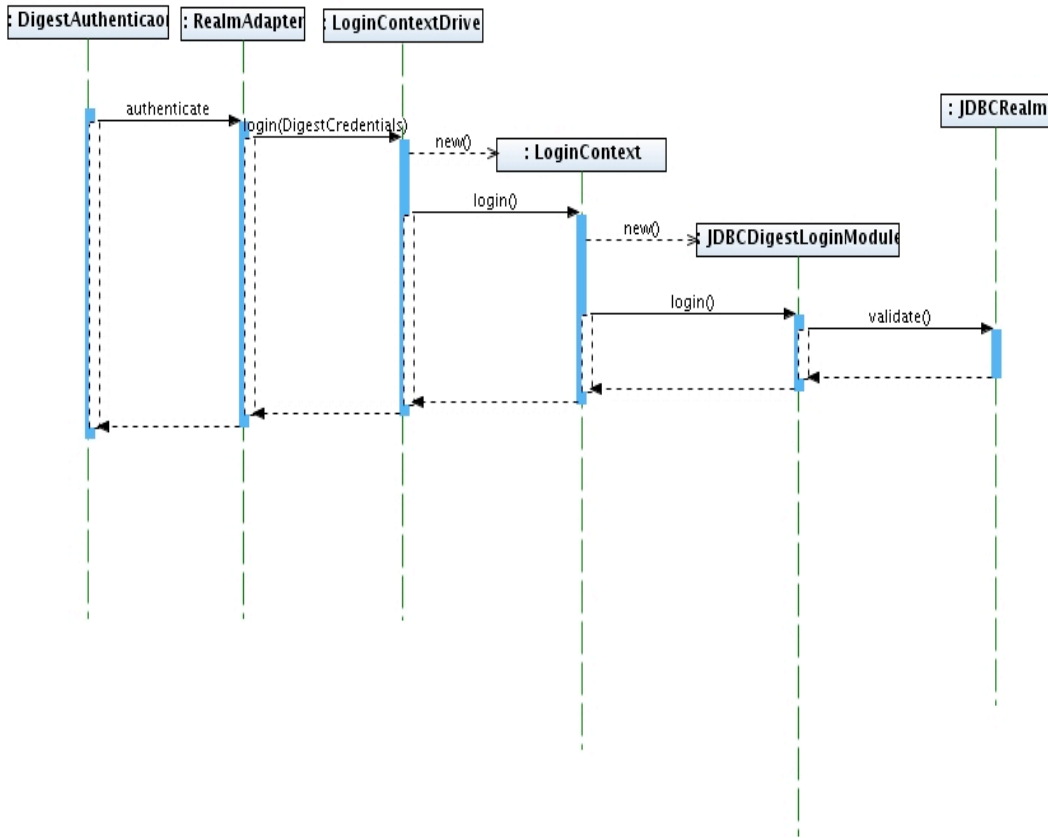 : DigestAuthenticaor
: RealmAdapter
: LoginContextDrive
: JDBCRealm
authenticate
login(DigestCredentials)
new()
: LoginContext
login()
new()
: JDBCDigestLoginModule
login()
validate()